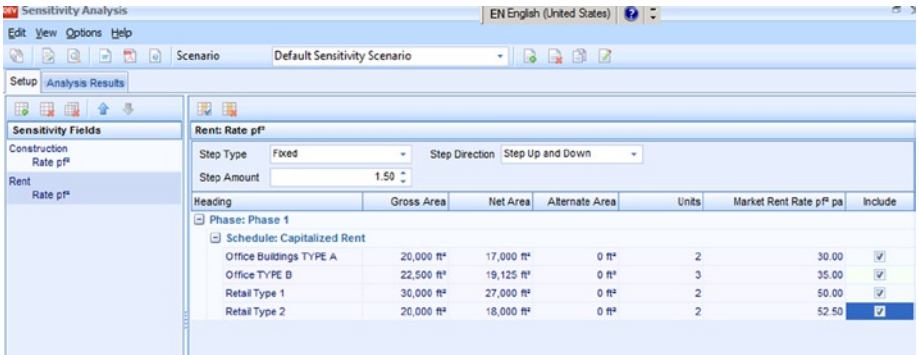 DEV Sensitivity Analysis EN English (United States)
Edit View Options Help
Scenario Default Sensitivity Scenario
Setup Analysis Results
Sensitivity Fields
Construction
Rate pf²
Rent
Rate pf²
Rent: Rate pf²
Step Type Fixed Step Direction Step Up and Down
Step Amount 1.50
Heading Gross Area Net Area Alternate Area Units Market Rent Rate pf² pa Include
Phase: Phase 1
Schedule: Capitalized Rent
Office Buildings TYPE A 20,000 ft² 17,000 ft² 0 ft² 2 30.00
Office TYPE B 22,500 ft² 19,125 ft² 0 ft² 3 35.00
Retail Type 1 30,000 ft² 27,000 ft² 0 ft² 2 50.00
Retail Type 2 20,000 ft² 18,000 ft² 0 ft² 2 52.50